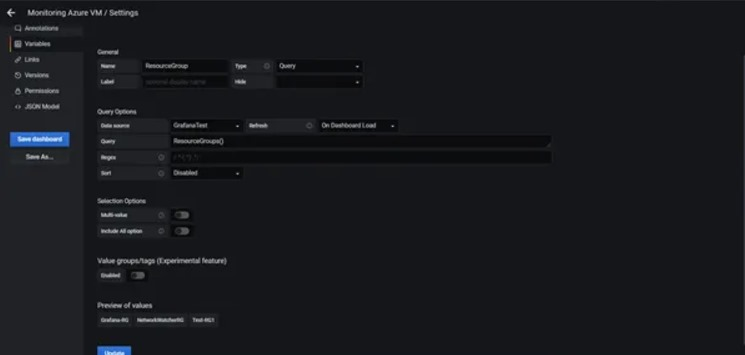 Monitoring Azure VM / Settings
Annotations
Variables
Links
Versions
Permissions
JSON Model
Save dashboard
Save As...
General
Name ResourceGroup Type Query
Label optional display name Hide
Query Options
Data source GrafanaTest Refresh On Dashboard Load
Query ResourceGroups()
Regex
Sort Disabled
Selection Options
Multi-value
Include All option
Value groups/tags (Experimental feature)
Enabled
Preview of values
Grafana-RG NetworkWatcherRG Test-RG1
Update